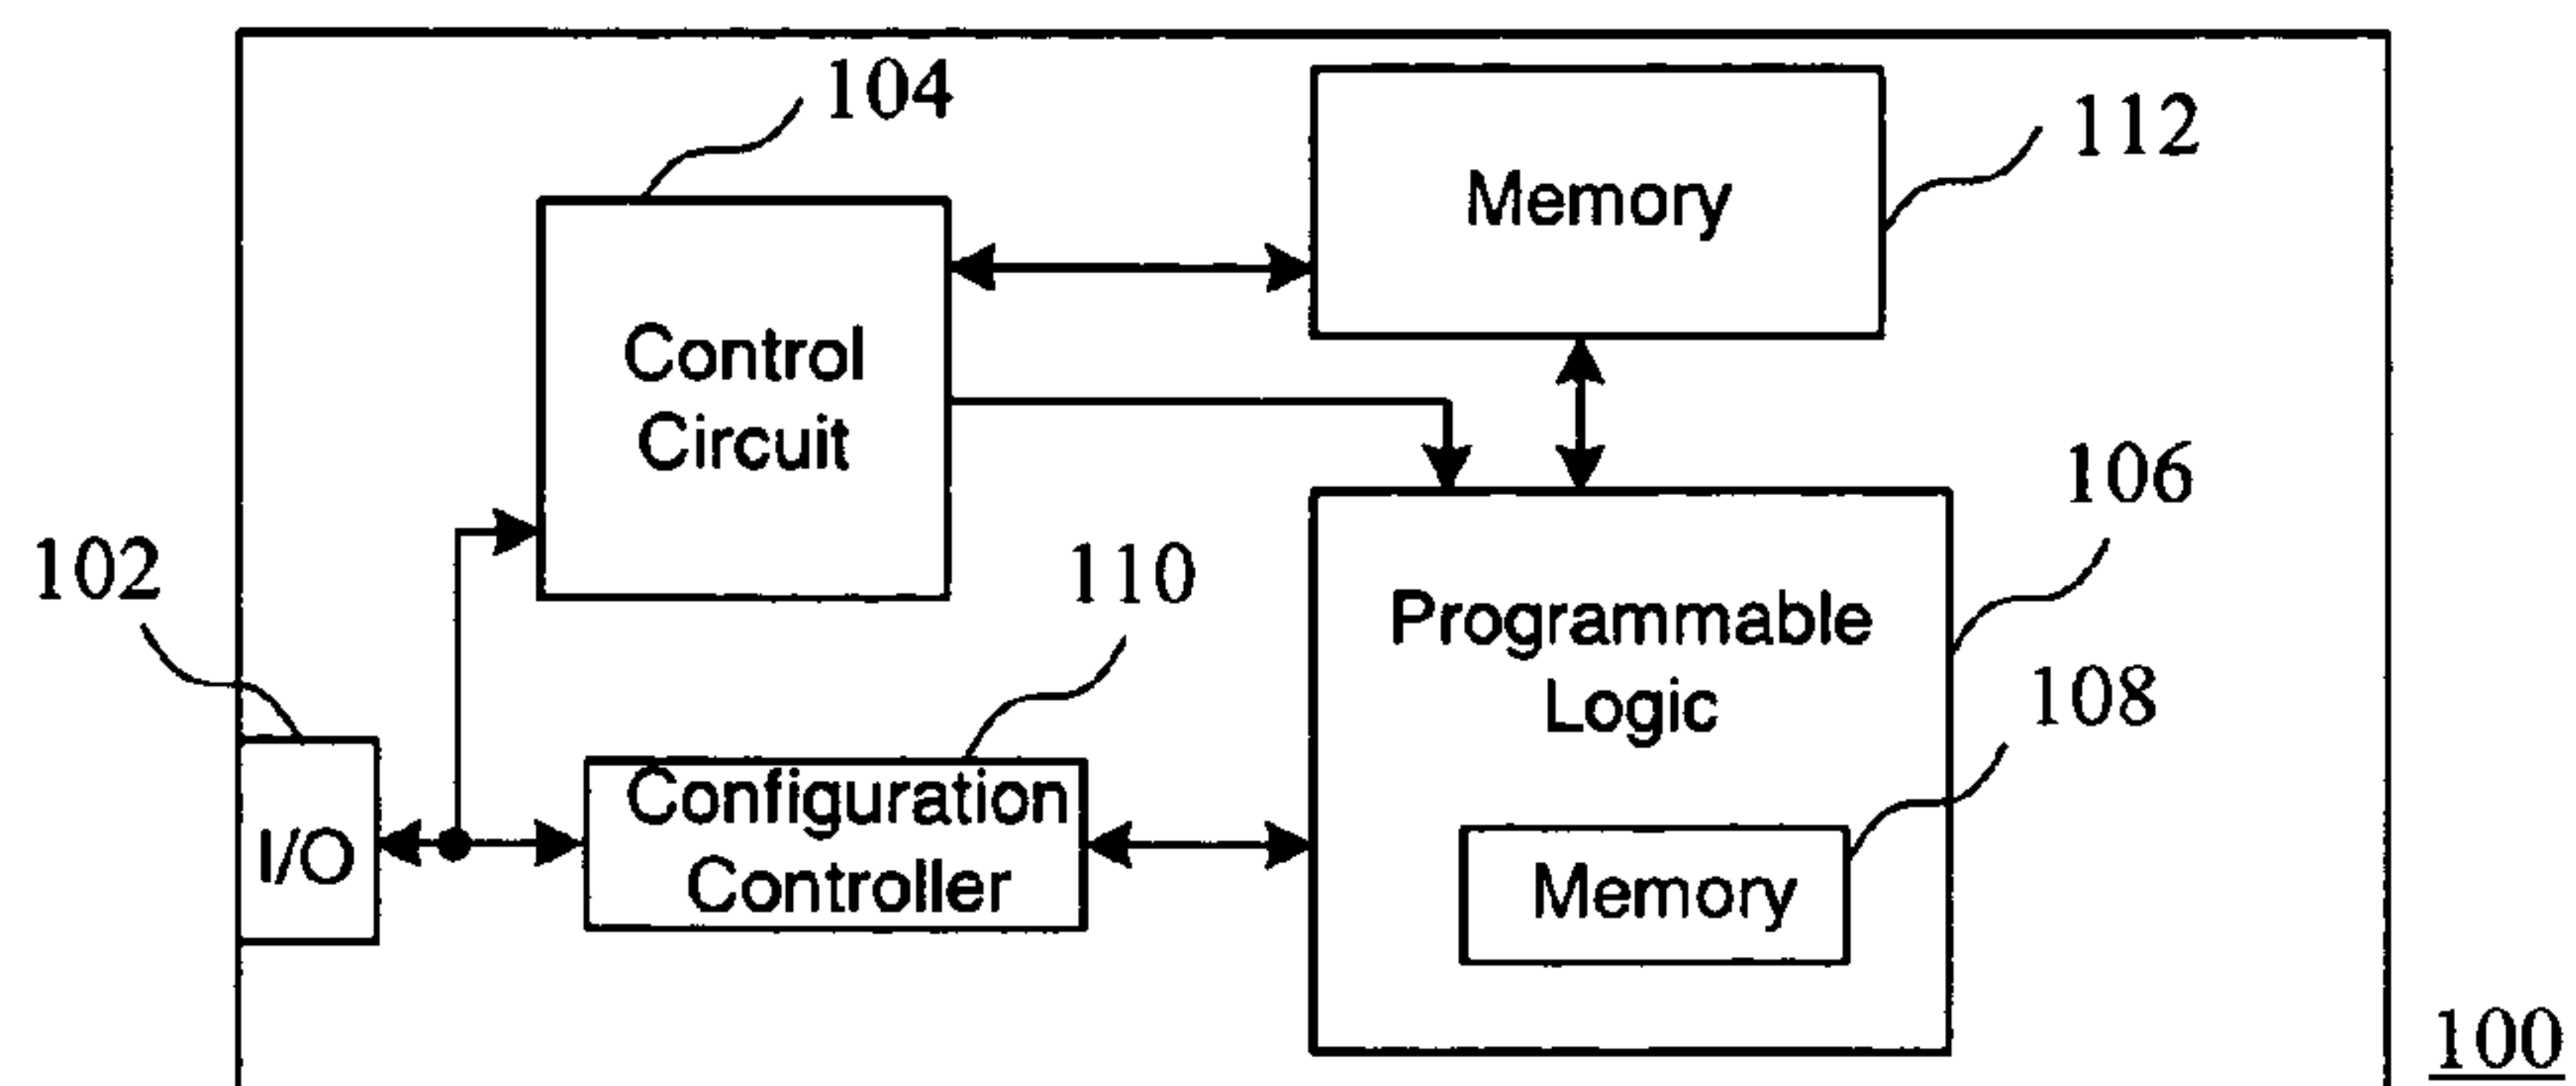 104
112
Memory
Control
Circuit
106
102
110
Programmable
Logic
108
Configuration
Controller
I/O
Memory
100